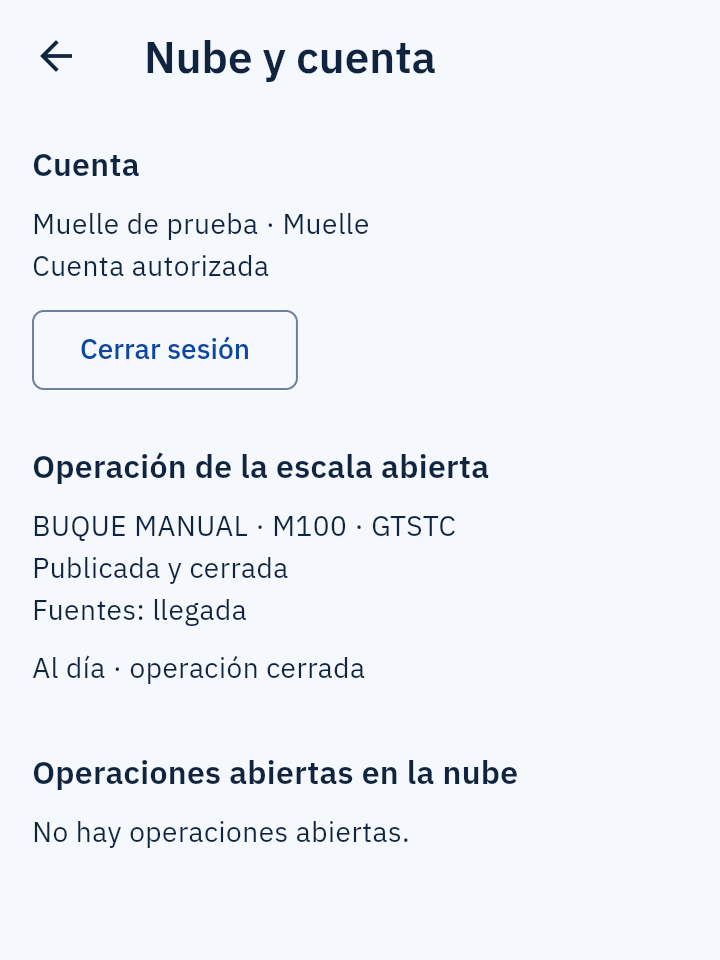 Nube y cuenta
Cuenta
Muelle de prueba · Muelle
Cuenta autorizada
Cerrar sesión
Operación de la escala abierta
BUQUE MANUAL · M100 · GTSTC
Publicada y cerrada
Fuentes: llegada
Al día · operación cerrada
Operaciones abiertas en la nube
No hay operaciones abiertas.